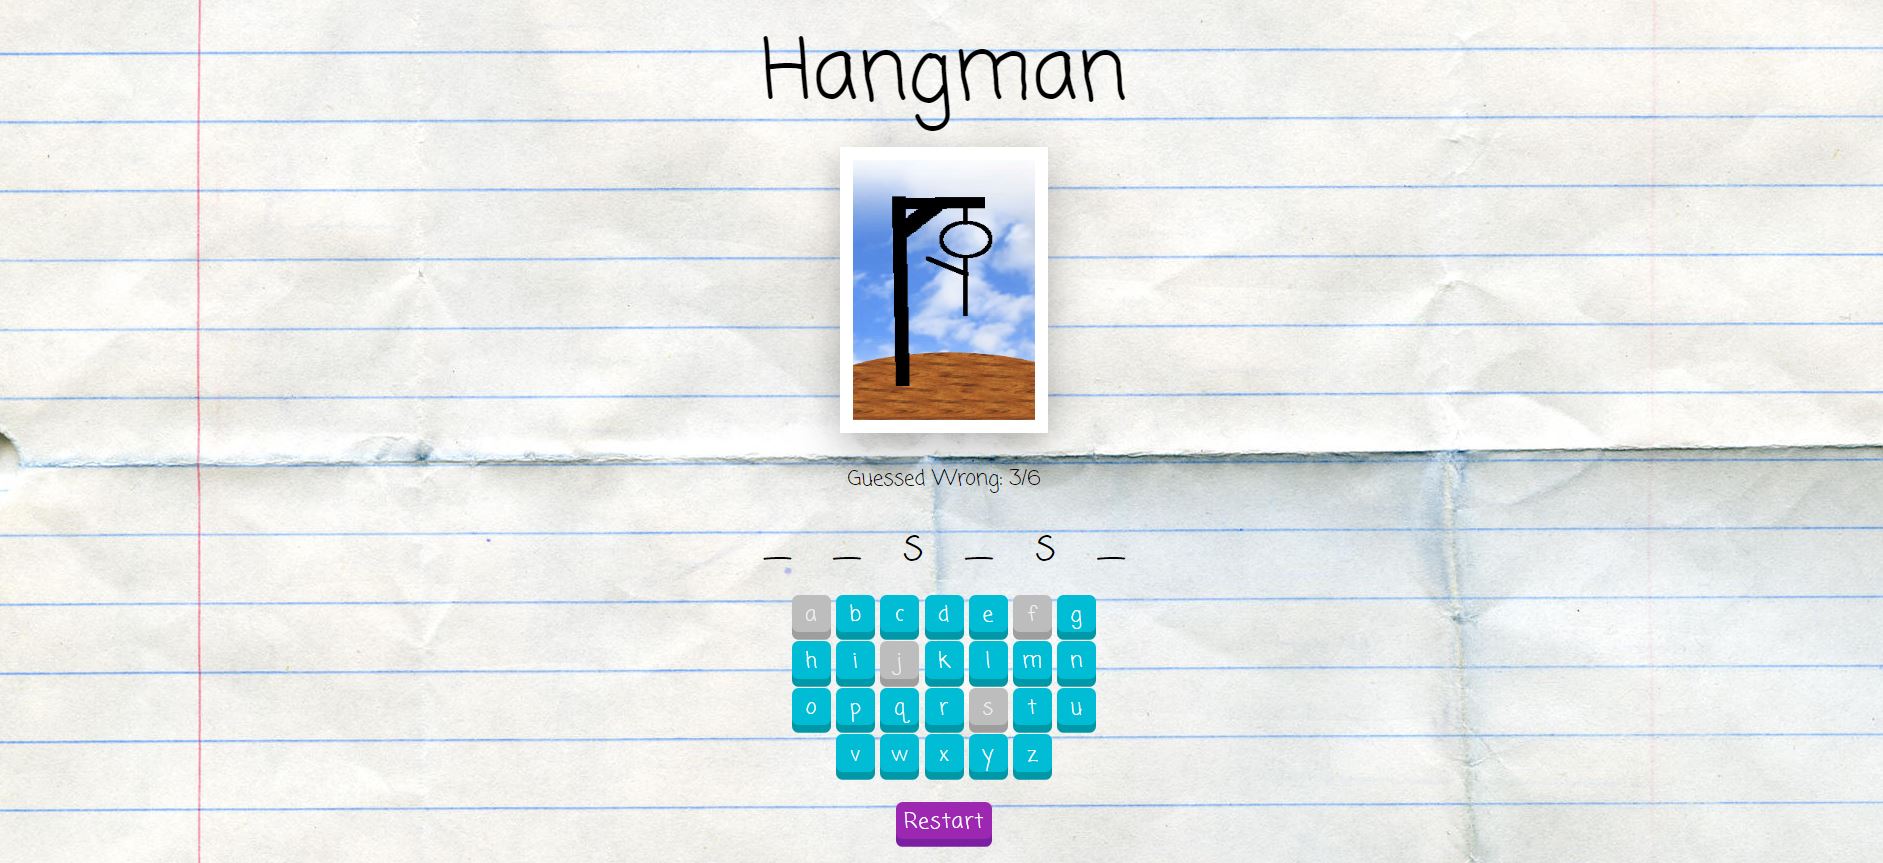 Hangman
Guessed Wrong: 3/6
_ _ s _ s _
a b c d e f g
h i j k l m n
o p q r s t u
v w x y z
Restart